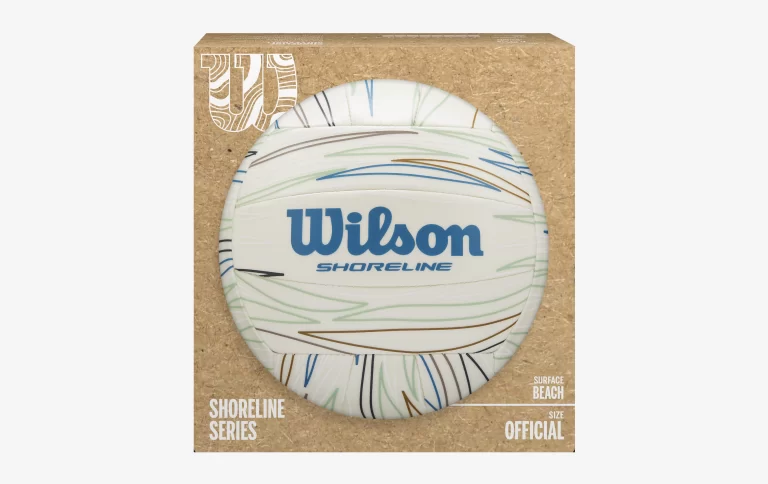 Wilson
SHORELINE
SURFACE
BEACH
SHORELINE
SERIES
SIZE
OFFICIAL